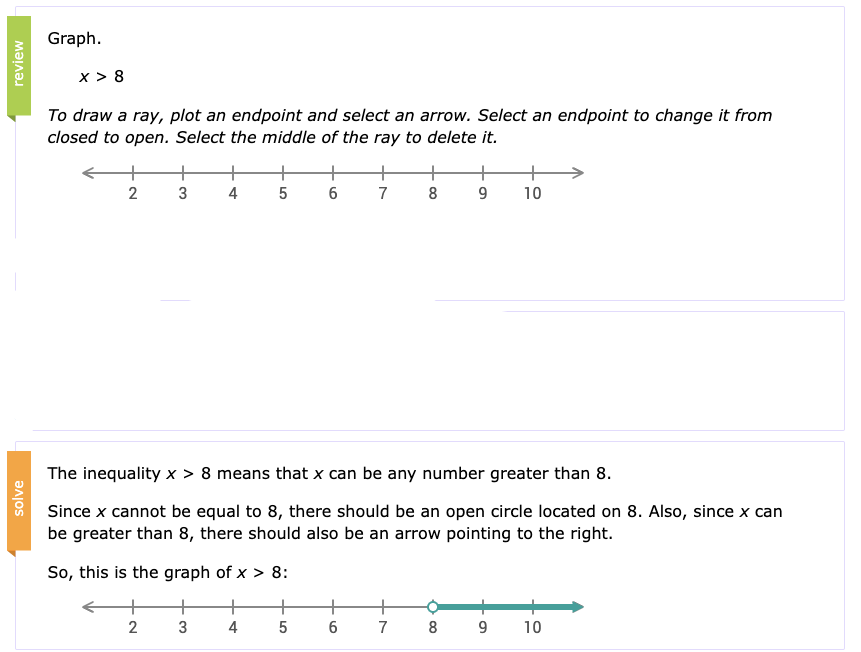 review
Graph.
x > 8
To draw a ray, plot an endpoint and select an arrow. Select an endpoint to change it from
closed to open. Select the middle of the ray to delete it.
2 3 4 5 6 7 8 9 10
solve
The inequality x > 8 means that x can be any number greater than 8.
Since x cannot be equal to 8, there should be an open circle located on 8. Also, since x can
be greater than 8, there should also be an arrow pointing to the right.
So, this is the graph of x > 8:
2 3 4 5 6 7 8 9 10